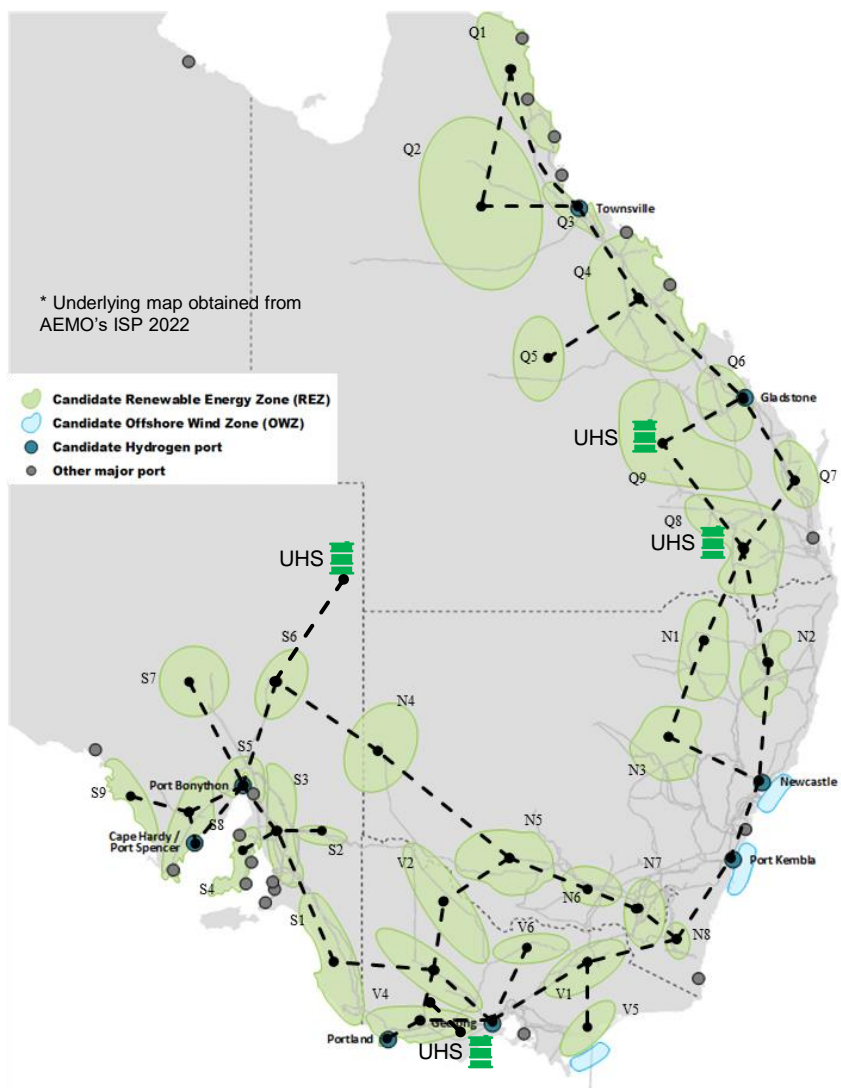 Q1
Q2
Townsville
Q3
Q4
* Underlying map obtained from
AEMO's ISP 2022
Q5
Q6
Candidate Renewable Energy Zone (REZ)
Candidate Offshore Wind Zone (OWZ)
Candidate Hydrogen port
Other major port
Gladstone
UHS
Q9
Q7
Q8
UHS
UHS
N1
N2
S6
S7
N4
N3
S5
Port Bonython
S3
Newcastle
S9
Cape Hardy /
Port Spencer
S8
S2
N5
Port Kembla
V2
N7
S4
N6
S1
V6
N8
V4
V1
Geelong
V5
Portland
UHS